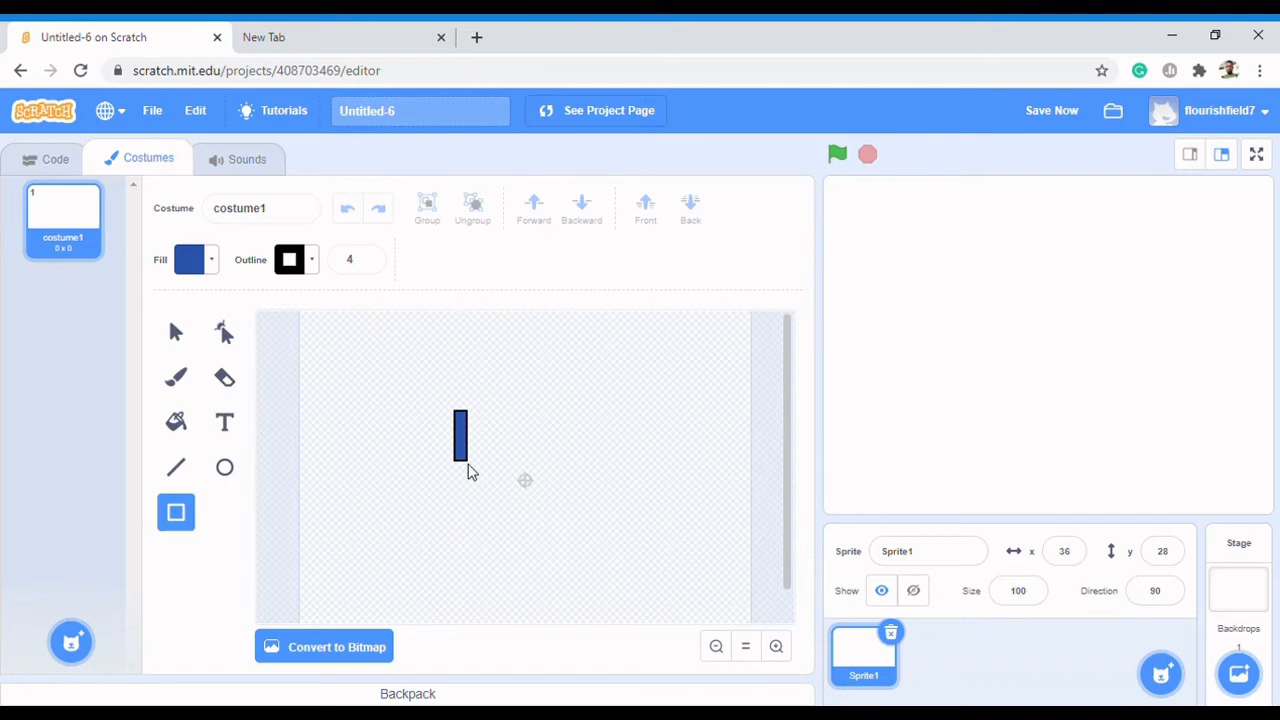 Untitled-6 on Scratch
New Tab
scratch.mit.edu/projects/408703469/editor
SCRATCH
File
Edit
Tutorials
Untitled-6
See Project Page
Save Now
flourishfield7
Code
Costumes
Sounds
1
costume1
0 x 0
Costume
costume1
Group
Ungroup
Forward
Backward
Front
Back
Fill
Outline
4
T
Convert to Bitmap
Backpack
Sprite
Sprite1
x
36
y
28
Show
Size
100
Direction
90
Sprite1
Stage
Backdrops
1